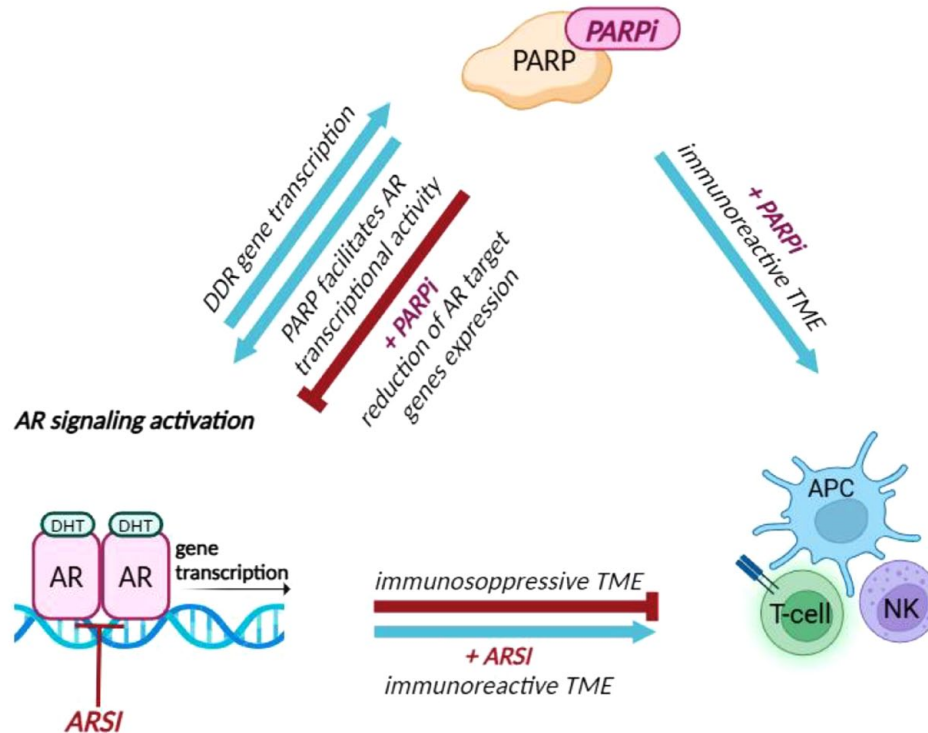 PARPi
PARP
DDR gene transcription
PARP facilitates AR
transcriptional activity
+ PARPi
reduction of AR target
genes expression
+ PARPi
immunoreactive TME
AR signaling activation
DHT
DHT
AR
AR
gene
transcription
ARSI
immunosoppressive TME
+ ARSI
immunoreactive TME
APC
T-cell
NK